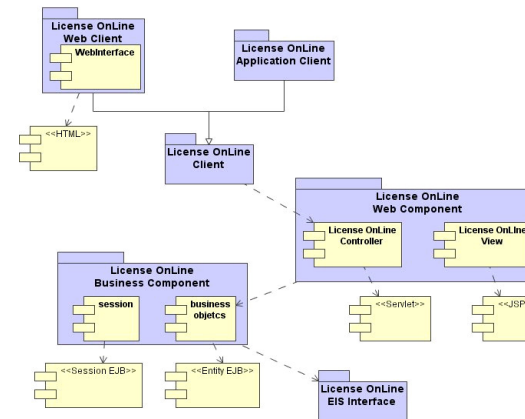 License OnLine
Web Client
WebInterface
License OnLine
Application Client
<<HTML>>
License OnLine
Client
License OnLine
Web Component
License OnLine
Controller
License OnLine
View
License OnLine
Business Component
session
business
objetcs
<<Servlet>>
<<JSP
<<Session EJB>>
<<Entity EJB>>
License OnLine
EIS Interface